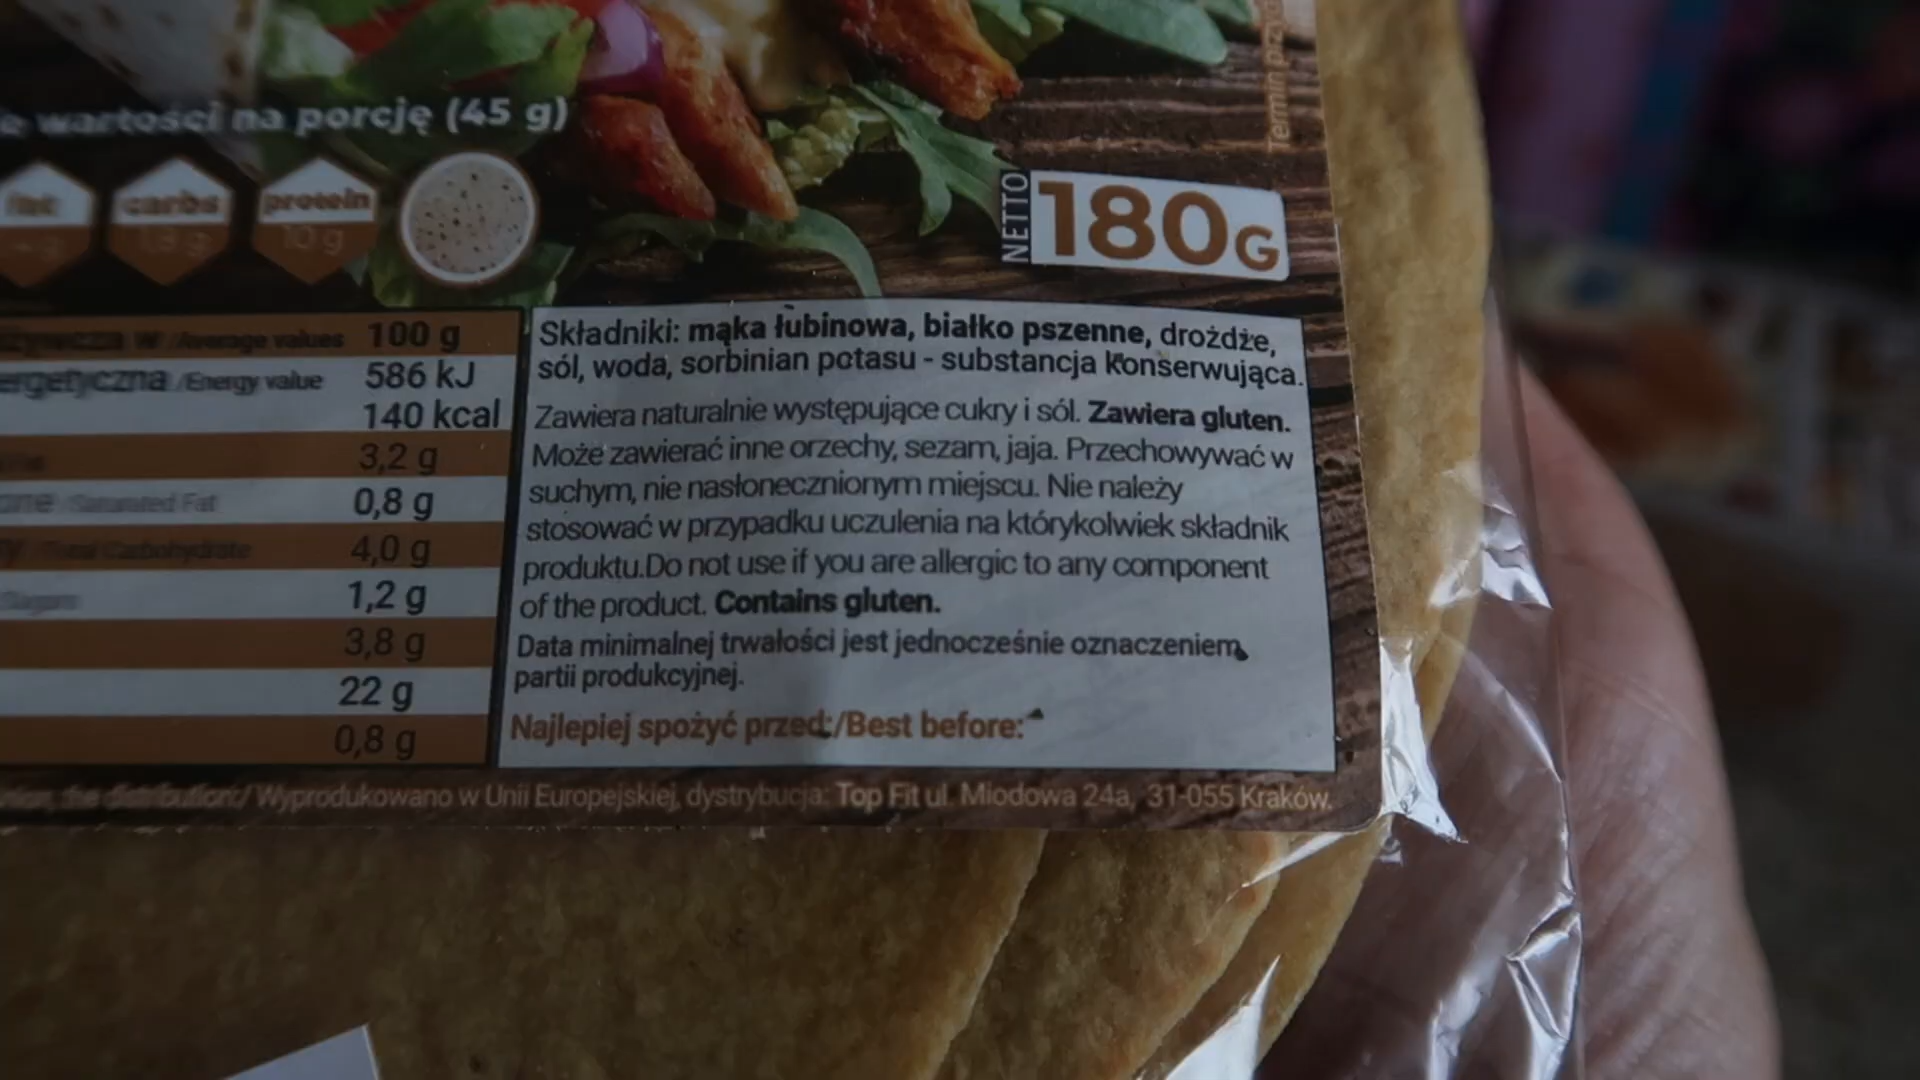 wartości na porcję (45 g)
fat
carbs
protein
10 g
NETTO
180G
Termin przyd
w /Average values 100 g
ergetyczna /Energy value 586 kJ
140 kcal
3,2 g
Saturated Fat 0,8 g
Total Carbohydrate 4,0 g
Sugars 1,2 g
3,8 g
22 g
0,8 g
Składniki: mąka łubinowa, białko pszenne, drożdże,
sól, woda, sorbinian potasu - substancja konserwująca.
Zawiera naturalnie występujące cukry i sól. Zawiera gluten.
Może zawierać inne orzechy, sezam, jaja. Przechowywać w
suchym, nie nasłonecznionym miejscu. Nie należy
stosować w przypadku uczulenia na którykolwiek składnik
produktu.Do not use if you are allergic to any component
of the product. Contains gluten.
Data minimalnej trwałości jest jednocześnie oznaczeniem
partii produkcyjnej.
Najlepiej spożyć przed:/Best before:
the distribution:/ Wyprodukowano w Unii Europejskiej, dystrybucja: Top Fit ul. Miodowa 24a, 31-055 Kraków.